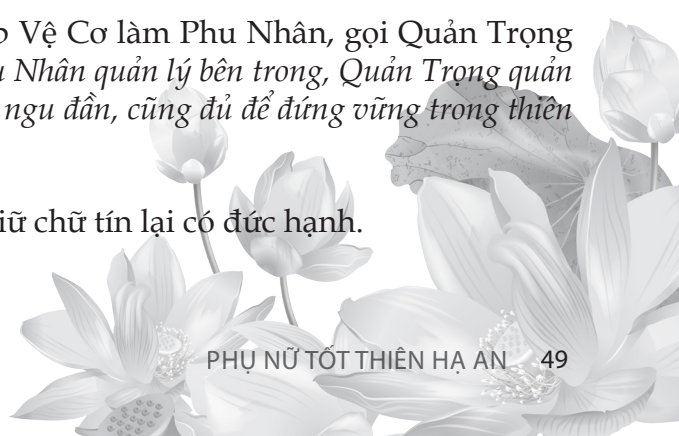 Vệ Cơ làm Phu Nhân, gọi Quản Trọng
Nhân quản lý bên trong, Quản Trọng quản
ngu đần, cũng đủ để đứng vững trong thiên
chữ tín lại có đức hạnh.
PHỤ NỮ TỐT THIÊN HẠ AN 49